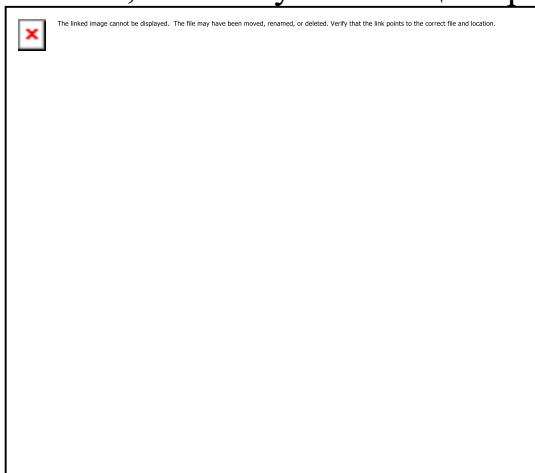 The linked image cannot be displayed. The file may have been moved, renamed, or deleted. Verify that the link points to the correct file and location.